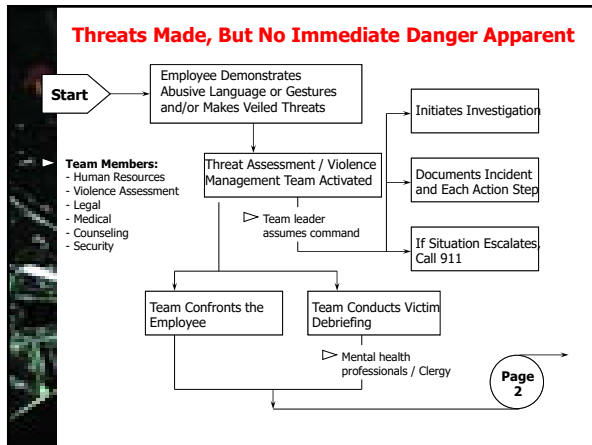 Threats Made, But No Immediate Danger Apparent
Start
Employee Demonstrates
Abusive Language or Gestures
and/or Makes Veiled Threats
Initiates Investigation
Team Members:
- Human Resources
- Violence Assessment
- Legal
- Medical
- Counseling
- Security
Threat Assessment / Violence
Management Team Activated
Documents Incident
and Each Action Step
Team leader
assumes command
If Situation Escalates,
Call 911
Team Confronts the
Employee
Team Conducts Victim
Debriefing
Mental health
professionals / Clergy
Page
2